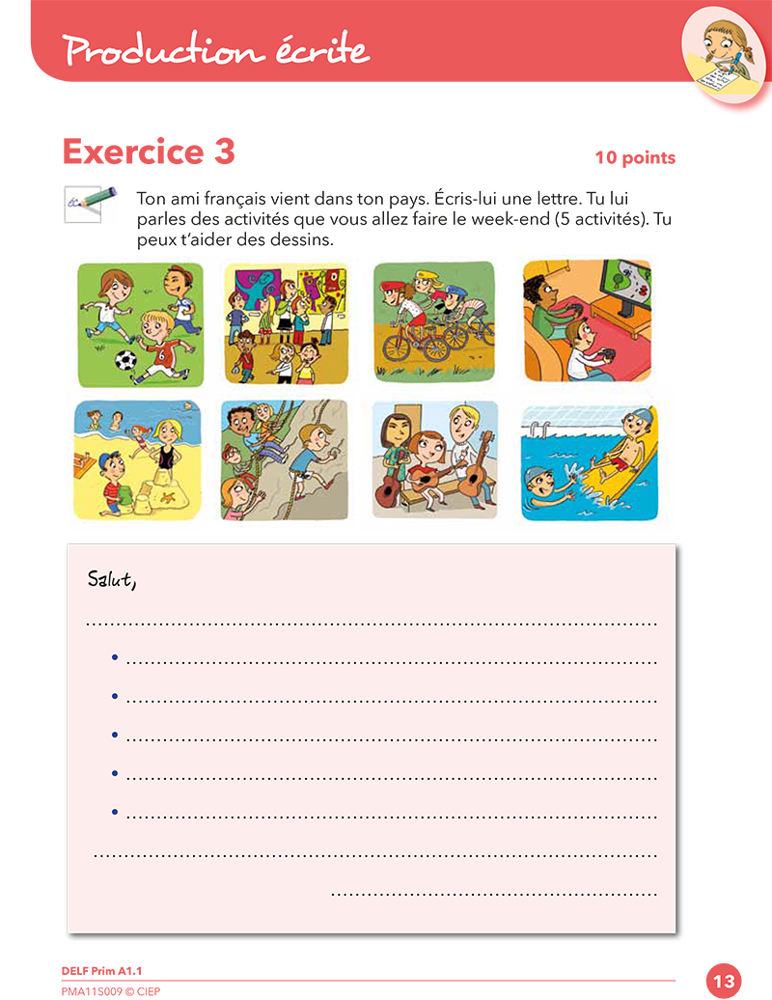 Production écrite
Exercice 3
10 points
Ton ami français vient dans ton pays. Écris-lui une lettre. Tu lui
parles des activités que vous allez faire le week-end (5 activités). Tu
peux t’aider des dessins.
Salut,
DELF Prim A1.1
PMA11S009 © CIEP
13